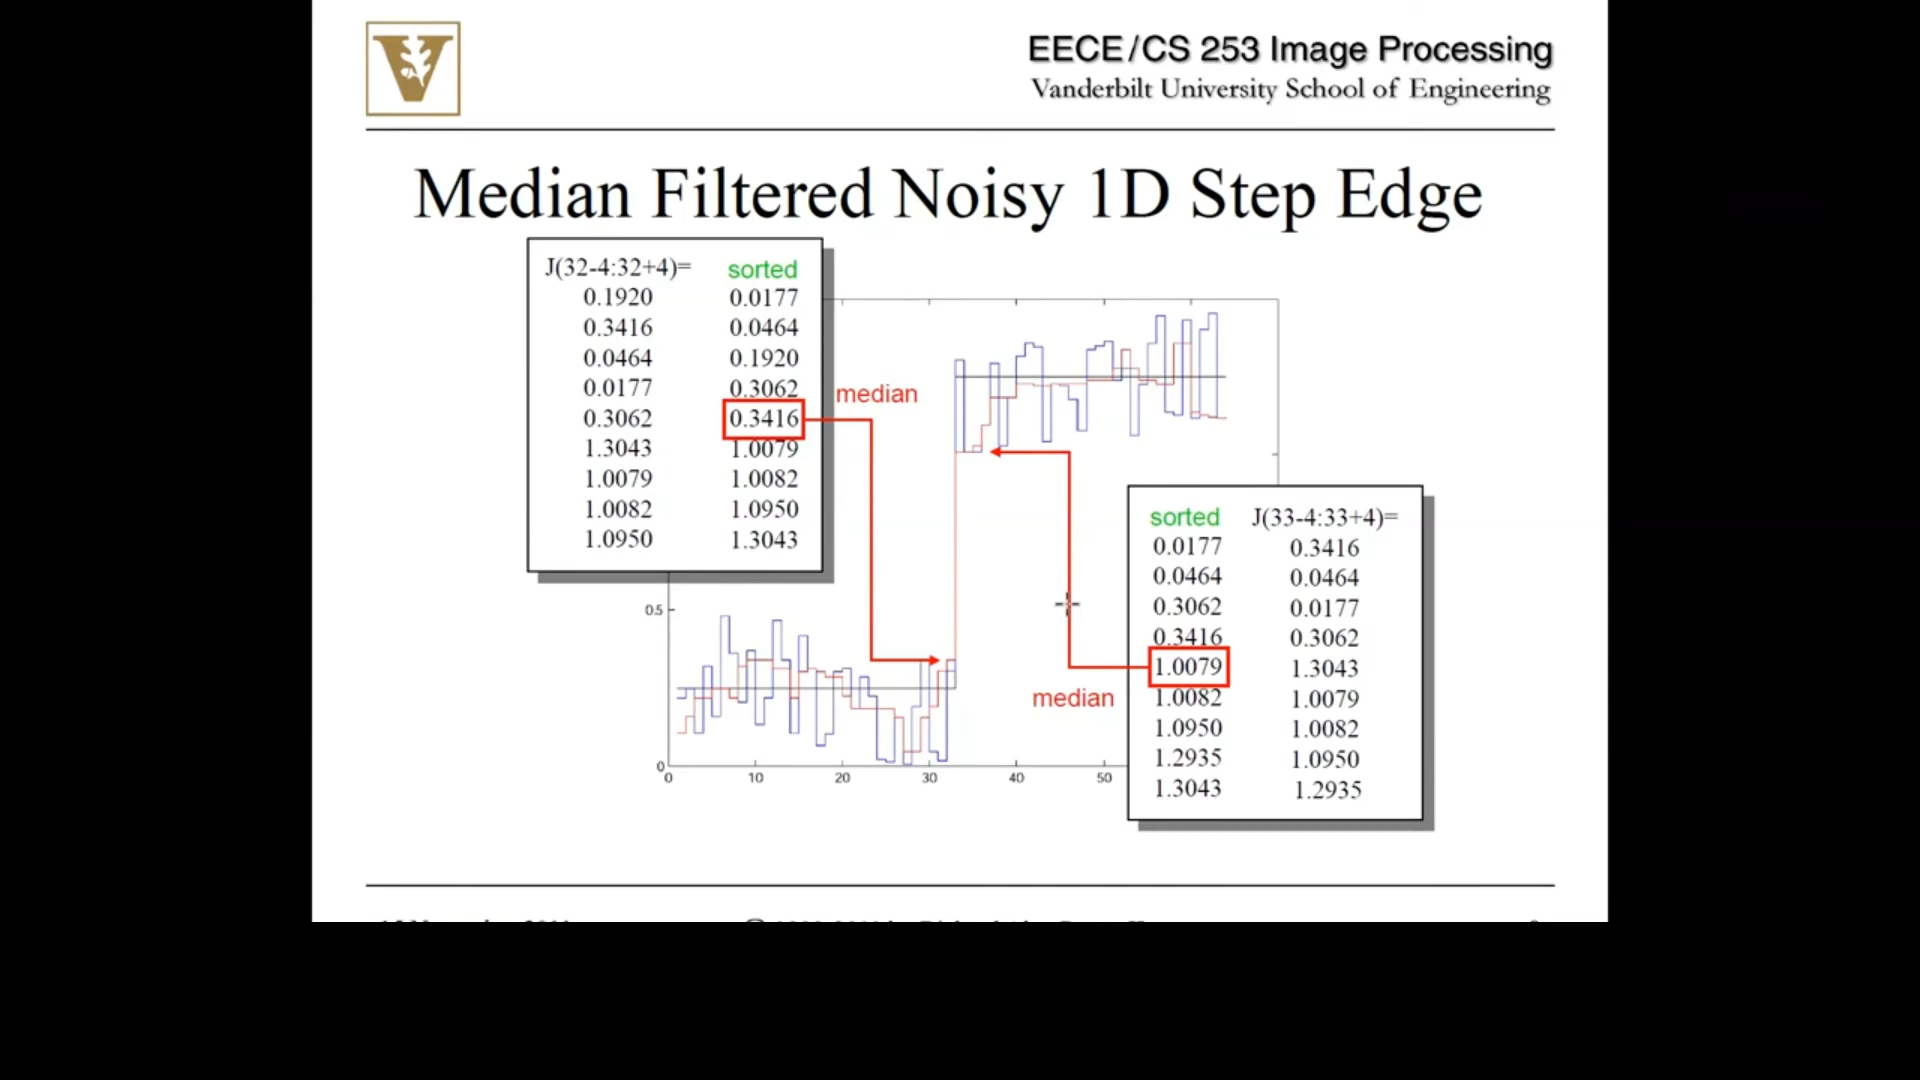 EECE/CS 253 Image Processing
Vanderbilt University School of Engineering
Median Filtered Noisy 1D Step Edge
J(32-4:32+4)= sorted
0.1920 0.0177
0.3416 0.0464
0.0464 0.1920
0.0177 0.3062
0.3062 0.3416
1.3043 1.0079
1.0079 1.0082
1.0082 1.0950
1.0950 1.3043
median
sorted J(33-4:33+4)=
0.0177 0.3416
0.0464 0.0464
0.3062 0.0177
0.3416 0.3062
1.0079 1.3043
1.0082 1.0079
1.0950 1.0082
1.2935 1.0950
1.3043 1.2935
median
0.5
0
0 10 20 30 40 50